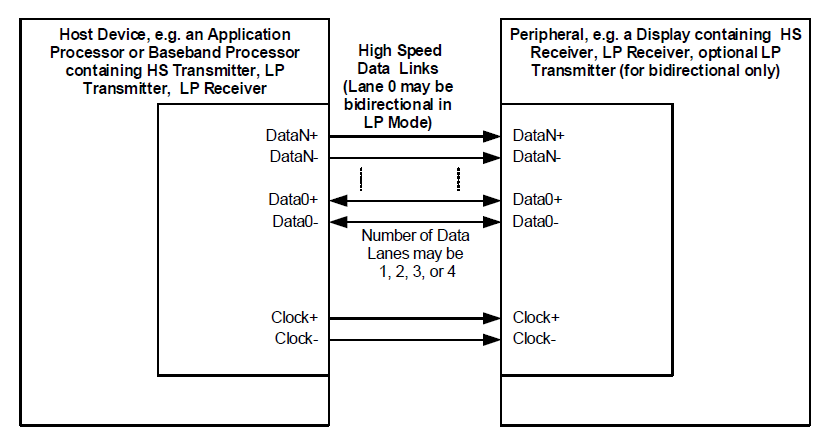 Host Device, e.g. an Application
Processor or Baseband Processor
containing HS Transmitter, LP
Transmitter, LP Receiver
High Speed
Data Links
(Lane 0 may be
bidirectional in
LP Mode)
Peripheral, e.g. a Display containing HS
Receiver, LP Receiver, optional LP
Transmitter (for bidirectional only)
DataN+
DataN-
Data0+
Data0-
Number of Data
Lanes may be
1, 2, 3, or 4
Clock+
Clock-
DataN+
DataN-
Data0+
Data0-
Clock+
Clock-